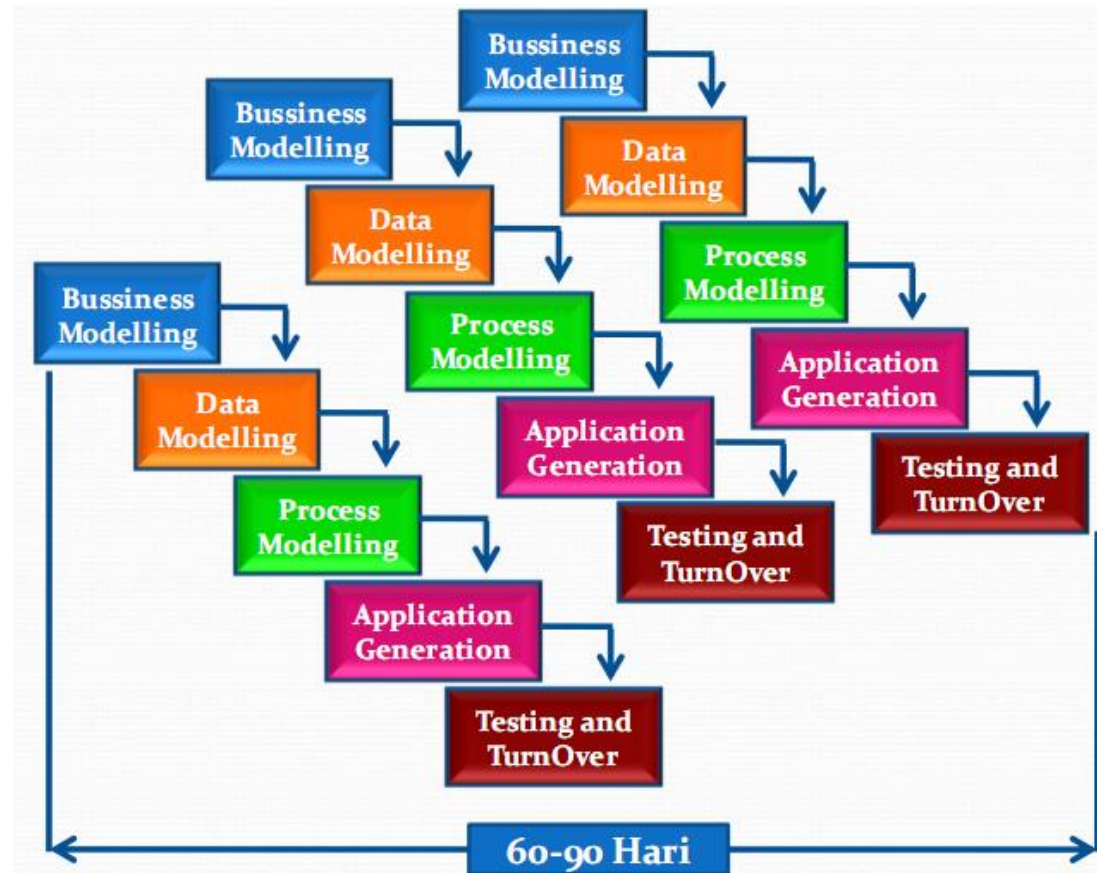 Bussiness
Modelling
Data
Modelling
Process
Modelling
Application
Generation
Testing and
TurnOver
Bussiness
Modelling
Data
Modelling
Process
Modelling
Application
Generation
Testing and
TurnOver
Bussiness
Modelling
Data
Modelling
Process
Modelling
Application
Generation
Testing and
TurnOver
60-90 Hari